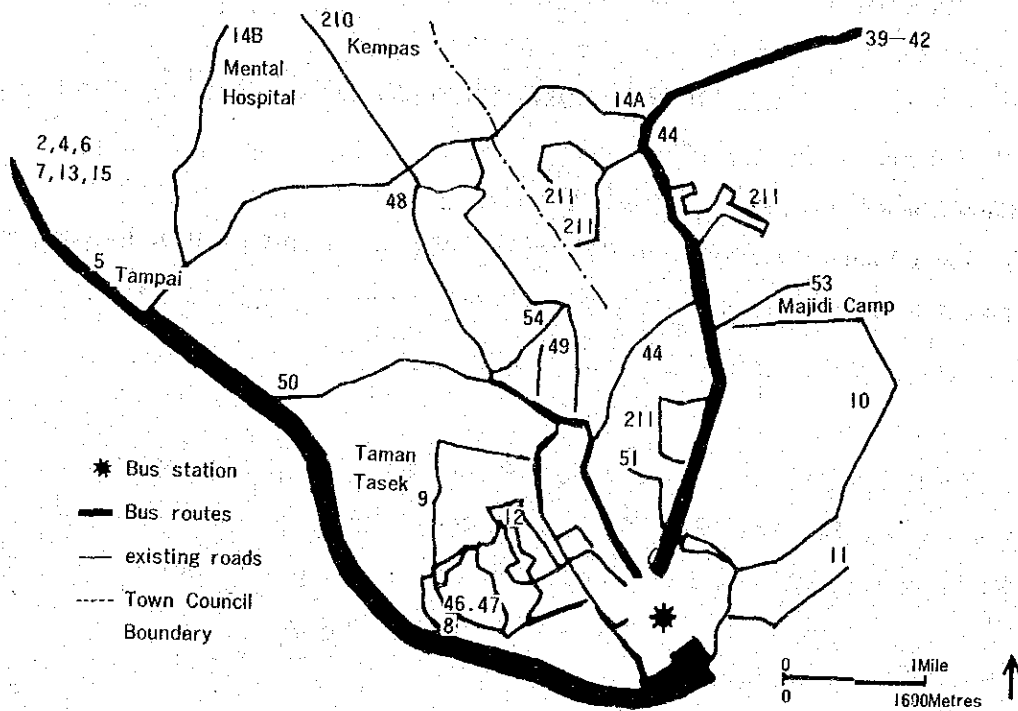 14B
Mental
Hospital
210
Kempas
39-42
14A
44
2,4,6
7,13,15
48
211
211
211
5
Tampai
53
Majidi Camp
54
49
44
50
10
211
51
Taman
Tasek
9
12
11
46.47
8
Bus station
Bus routes
existing roads
Town Council
Boundary
0 1Mile
0 1690Metres